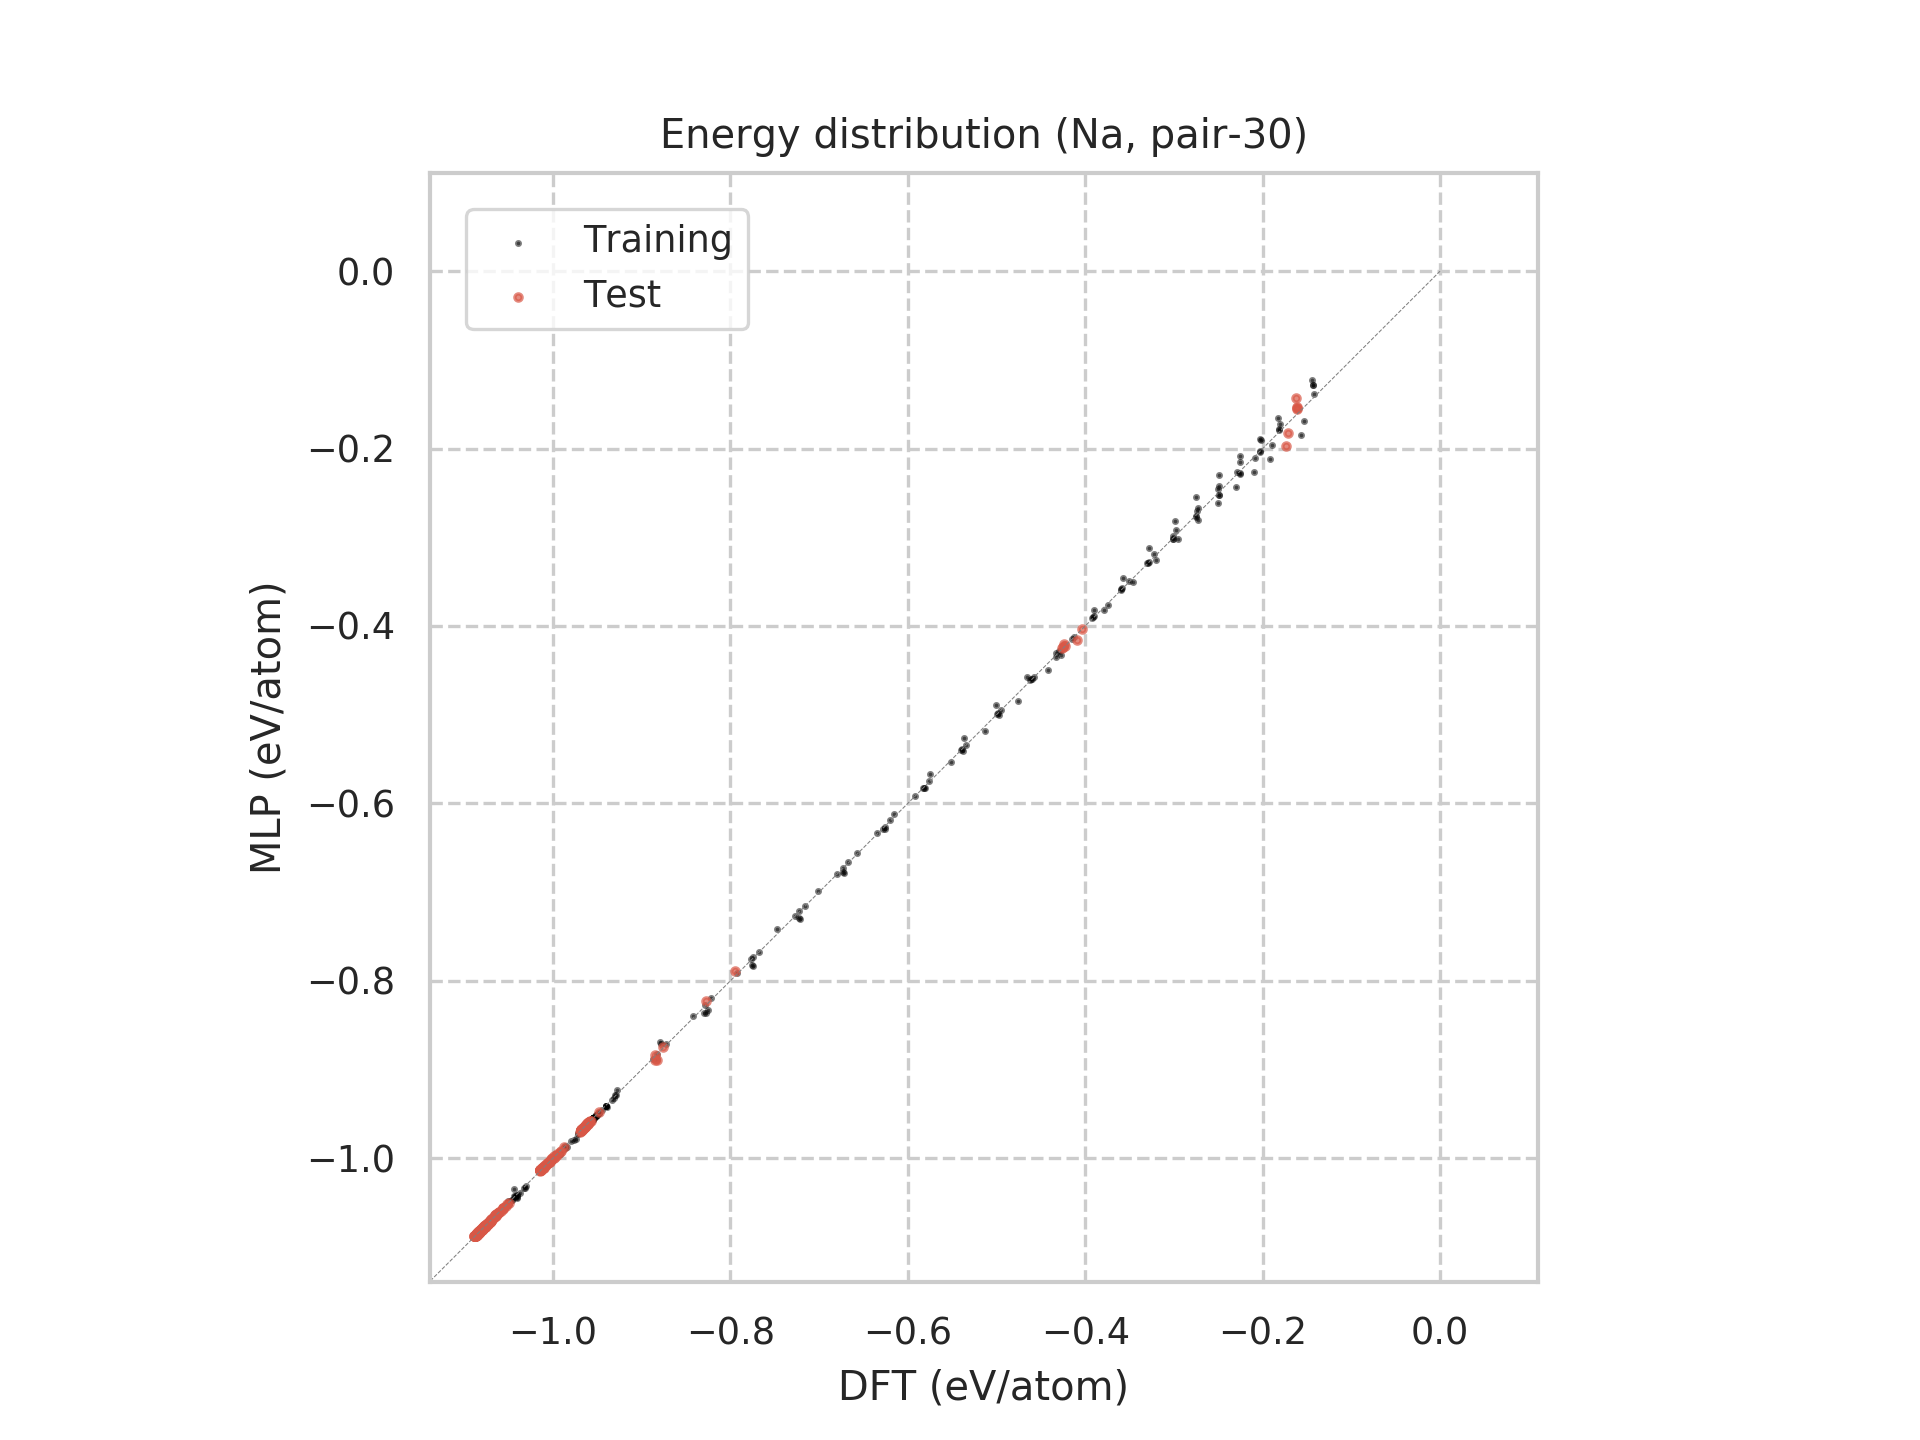 Energy distribution (Na, pair-30)
Training
Test
0.0
−0.2
−0.4
−0.6
−0.8
−1.0
MLP (eV/atom)
−1.0 −0.8 −0.6 −0.4 −0.2 0.0
DFT (eV/atom)